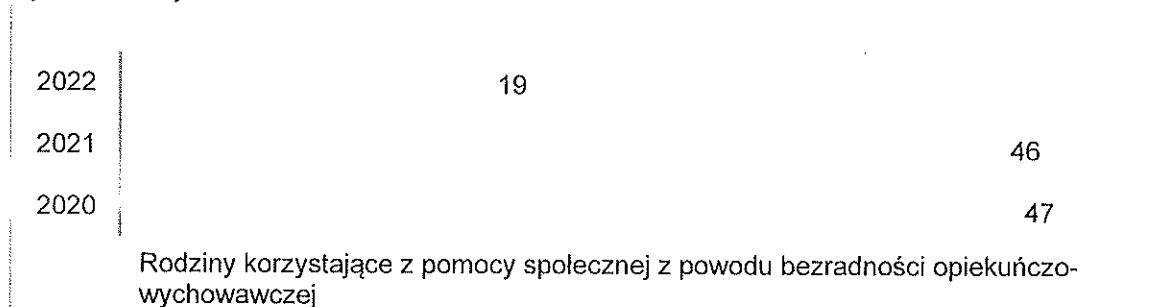 2022 19
2021 46
2020 47
Rodziny korzystające z pomocy społecznej z powodu bezradności opiekuńczo-
wychowawczej